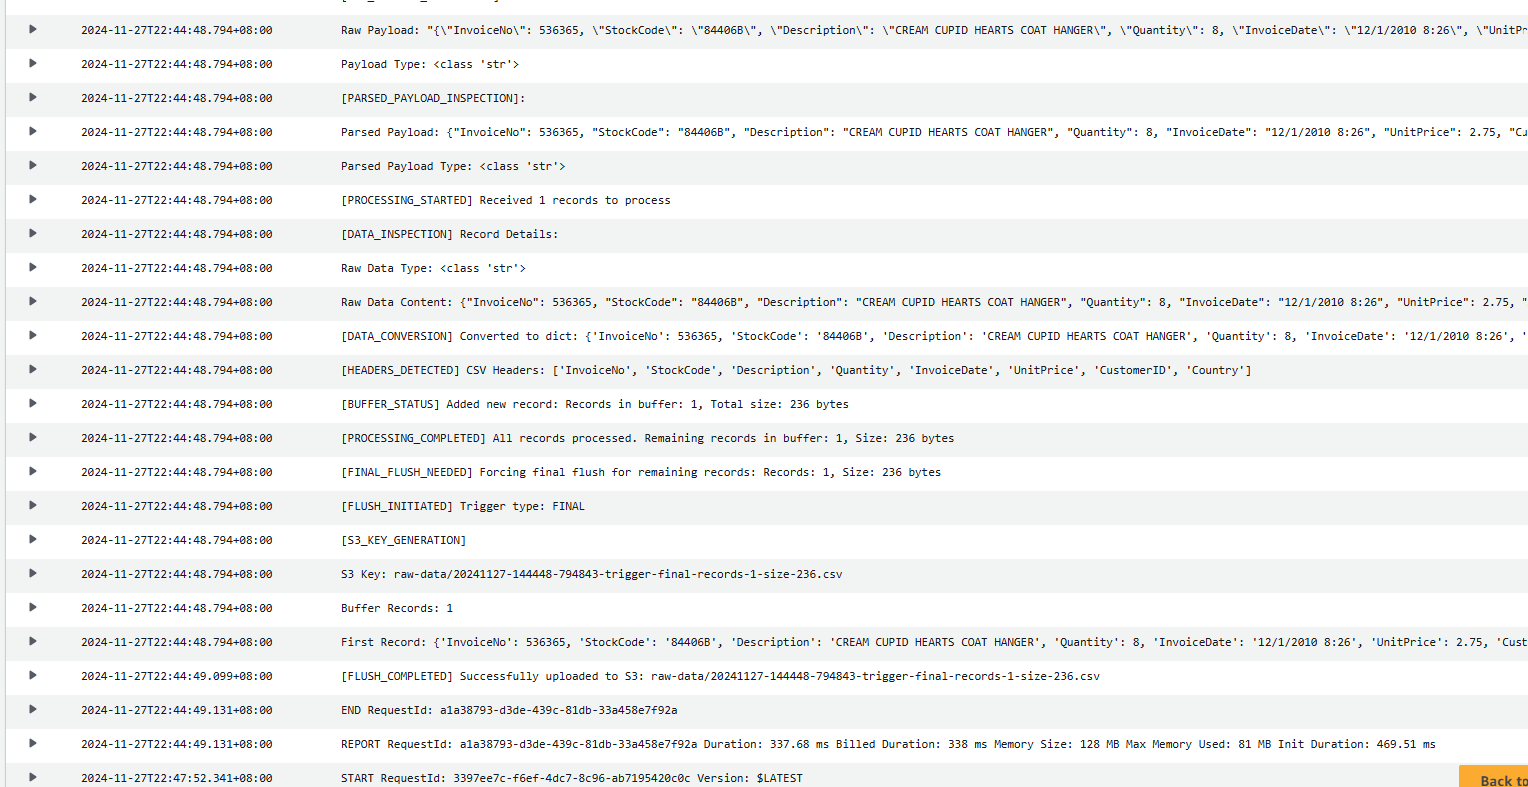 2024-11-27T22:44:48.794+08:00 Raw Payload: "{\"InvoiceNo\": 536365, \"StockCode\": \"84406B\", \"Description\": \"CREAM CUPID HEARTS COAT HANGER\", \"Quantity\": 8, \"InvoiceDate\": \"12/1/2010 8:26\", \"UnitPr
2024-11-27T22:44:48.794+08:00 Payload Type: <class 'str'>
2024-11-27T22:44:48.794+08:00 [PARSED_PAYLOAD_INSPECTION]:
2024-11-27T22:44:48.794+08:00 Parsed Payload: {"InvoiceNo": 536365, "StockCode": "84406B", "Description": "CREAM CUPID HEARTS COAT HANGER", "Quantity": 8, "InvoiceDate": "12/1/2010 8:26", "UnitPrice": 2.75, "Cu
2024-11-27T22:44:48.794+08:00 Parsed Payload Type: <class 'str'>
2024-11-27T22:44:48.794+08:00 [PROCESSING_STARTED] Received 1 records to process
2024-11-27T22:44:48.794+08:00 [DATA_INSPECTION] Record Details:
2024-11-27T22:44:48.794+08:00 Raw Data Type: <class 'str'>
2024-11-27T22:44:48.794+08:00 Raw Data Content: {"InvoiceNo": 536365, "StockCode": "84406B", "Description": "CREAM CUPID HEARTS COAT HANGER", "Quantity": 8, "InvoiceDate": "12/1/2010 8:26", "UnitPrice": 2.75, "
2024-11-27T22:44:48.794+08:00 [DATA_CONVERSION] Converted to dict: {'InvoiceNo': 536365, 'StockCode': '84406B', 'Description': 'CREAM CUPID HEARTS COAT HANGER', 'Quantity': 8, 'InvoiceDate': '12/1/2010 8:26', '
2024-11-27T22:44:48.794+08:00 [HEADERS_DETECTED] CSV Headers: ['InvoiceNo', 'StockCode', 'Description', 'Quantity', 'InvoiceDate', 'UnitPrice', 'CustomerID', 'Country']
2024-11-27T22:44:48.794+08:00 [BUFFER_STATUS] Added new record: Records in buffer: 1, Total size: 236 bytes
2024-11-27T22:44:48.794+08:00 [PROCESSING_COMPLETED] All records processed. Remaining records in buffer: 1, Size: 236 bytes
2024-11-27T22:44:48.794+08:00 [FINAL_FLUSH_NEEDED] Forcing final flush for remaining records: Records: 1, Size: 236 bytes
2024-11-27T22:44:48.794+08:00 [FLUSH_INITIATED] Trigger type: FINAL
2024-11-27T22:44:48.794+08:00 [S3_KEY_GENERATION]
2024-11-27T22:44:48.794+08:00 S3 Key: raw-data/20241127-144448-794843-trigger-final-records-1-size-236.csv
2024-11-27T22:44:48.794+08:00 Buffer Records: 1
2024-11-27T22:44:48.794+08:00 First Record: {'InvoiceNo': 536365, 'StockCode': '84406B', 'Description': 'CREAM CUPID HEARTS COAT HANGER', 'Quantity': 8, 'InvoiceDate': '12/1/2010 8:26', 'UnitPrice': 2.75, 'Cust
2024-11-27T22:44:49.099+08:00 [FLUSH_COMPLETED] Successfully uploaded to S3: raw-data/20241127-144448-794843-trigger-final-records-1-size-236.csv
2024-11-27T22:44:49.131+08:00 END RequestId: a1a38793-d3de-439c-81db-33a458e7f92a
2024-11-27T22:44:49.131+08:00 REPORT RequestId: a1a38793-d3de-439c-81db-33a458e7f92a Duration: 337.68 ms Billed Duration: 338 ms Memory Size: 128 MB Max Memory Used: 81 MB Init Duration: 469.51 ms
2024-11-27T22:47:52.341+08:00 START RequestId: 3397ee7c-f6ef-4dc7-8c96-ab7195420c0c Version: $LATEST
Back to